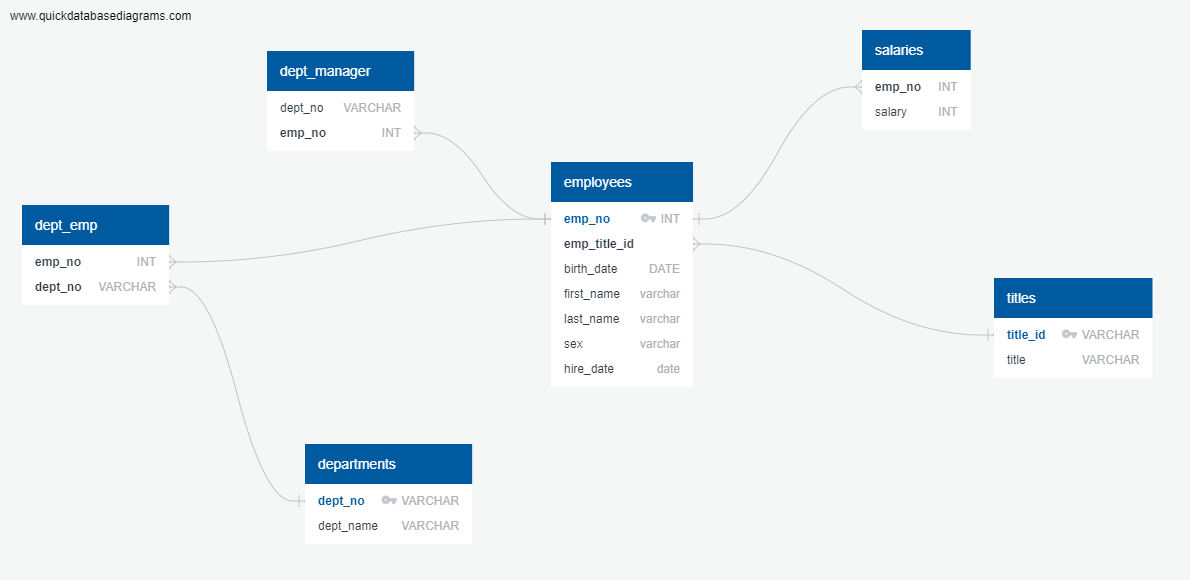 www.quickdatabasediagrams.com
dept_manager
dept_no VARCHAR
emp_no INT
salaries
emp_no INT
salary INT
employees
emp_no INT
emp_title_id
birth_date DATE
first_name varchar
last_name varchar
sex varchar
hire_date date
dept_emp
emp_no INT
dept_no VARCHAR
titles
title_id VARCHAR
title VARCHAR
departments
dept_no VARCHAR
dept_name VARCHAR